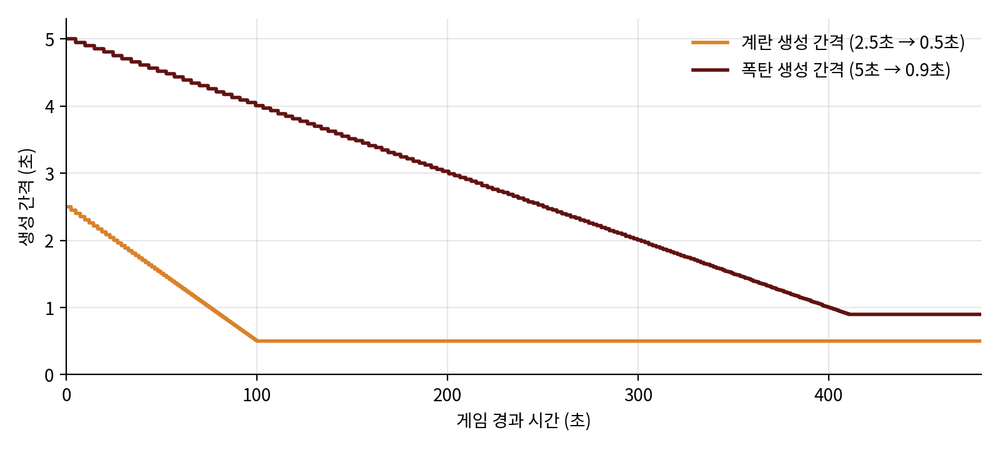 계란 생성 간격 (2.5초 → 0.5초)
폭탄 생성 간격 (5초 → 0.9초)
생성 간격 (초)
5
4
3
2
1
0
0 100 200 300 400
게임 경과 시간 (초)